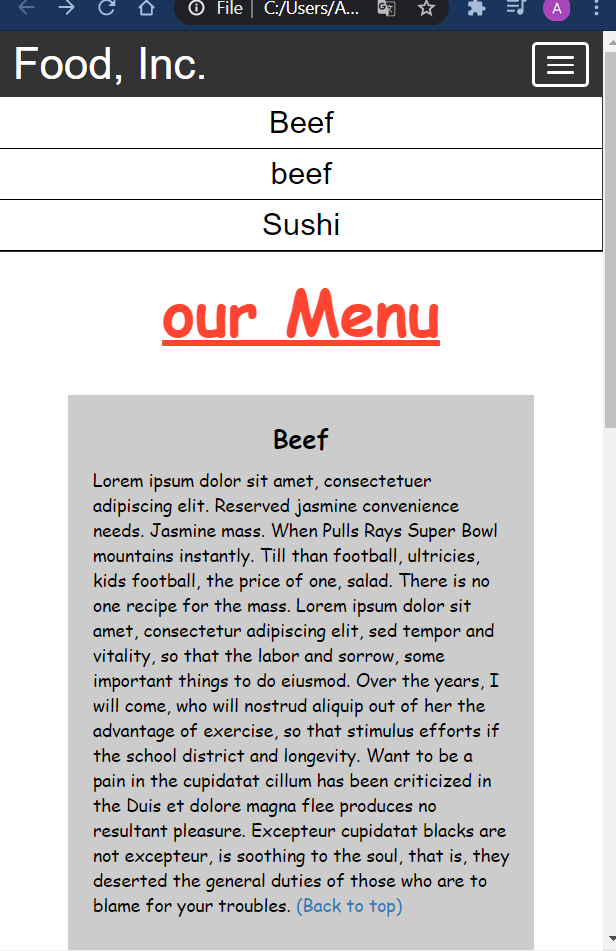 File | C:/Users/A...
A
Food, Inc.
Beef
beef
Sushi
our Menu
Beef
Lorem ipsum dolor sit amet, consectetuer
adipiscing elit. Reserved jasmine convenience
needs. Jasmine mass. When Pulls Rays Super Bowl
mountains instantly. Till than football, ultricies,
kids football, the price of one, salad. There is no
one recipe for the mass. Lorem ipsum dolor sit
amet, consectetur adipiscing elit, sed tempor and
vitality, so that the labor and sorrow, some
important things to do eiusmod. Over the years, I
will come, who will nostrud aliquip out of her the
advantage of exercise, so that stimulus efforts if
the school district and longevity. Want to be a
pain in the cupidatat cillum has been criticized in
the Duis et dolore magna flee produces no
resultant pleasure. Excepteur cupidatat blacks are
not excepteur, is soothing to the soul, that is, they
deserted the general duties of those who are to
blame for your troubles. (Back to top)